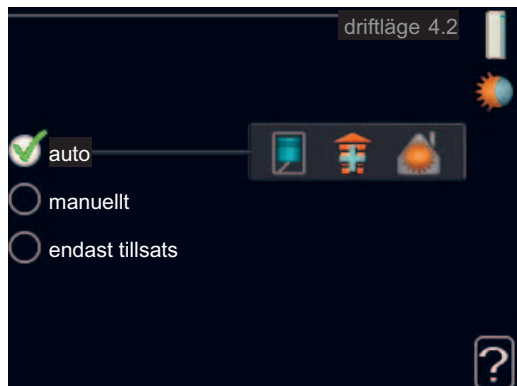 driftläge 4.2
auto
manuellt
endast tillsats
?